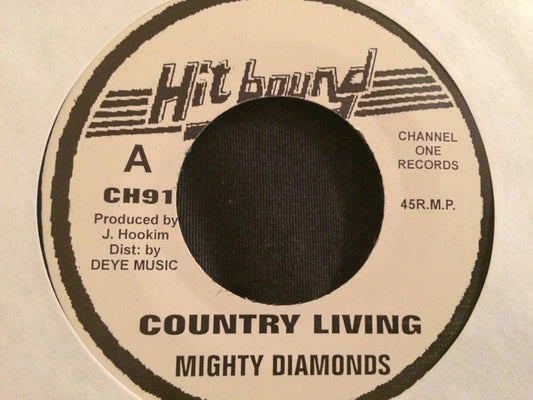 Hit bound
A
CH91
Produced by
J. Hookim
Dist: by
DEYE MUSIC
CHANNEL
ONE
RECORDS
45R.M.P.
COUNTRY LIVING
MIGHTY DIAMONDS